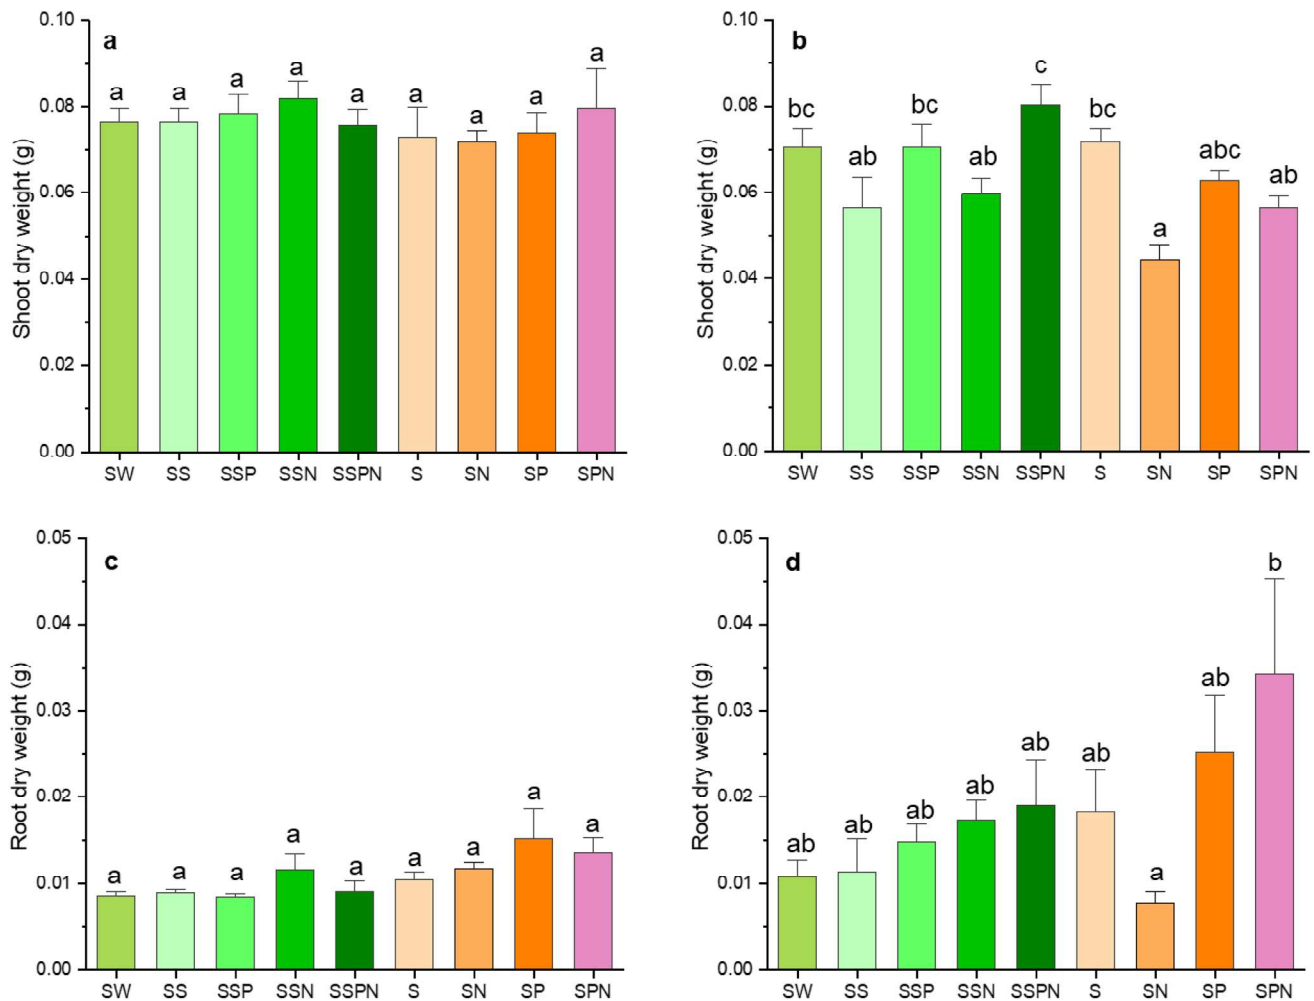 a
Shoot dry weight (g)
0.10
0.08
0.06
0.04
0.02
0.00
a a a a a a a a a
SW SS SSP SSN SSPN S SN SP SPN
b
Shoot dry weight (g)
0.10
0.08
0.06
0.04
0.02
0.00
bc ab bc ab c bc a abc ab
SW SS SSP SSN SSPN S SN SP SPN
c
Root dry weight (g)
0.05
0.04
0.03
0.02
0.01
0.00
a a a a a a a a a
SW SS SSP SSN SSPN S SN SP SPN
d
Root dry weight (g)
0.05
0.04
0.03
0.02
0.01
0.00
ab ab ab ab ab ab a ab b
SW SS SSP SSN SSPN S SN SP SPN